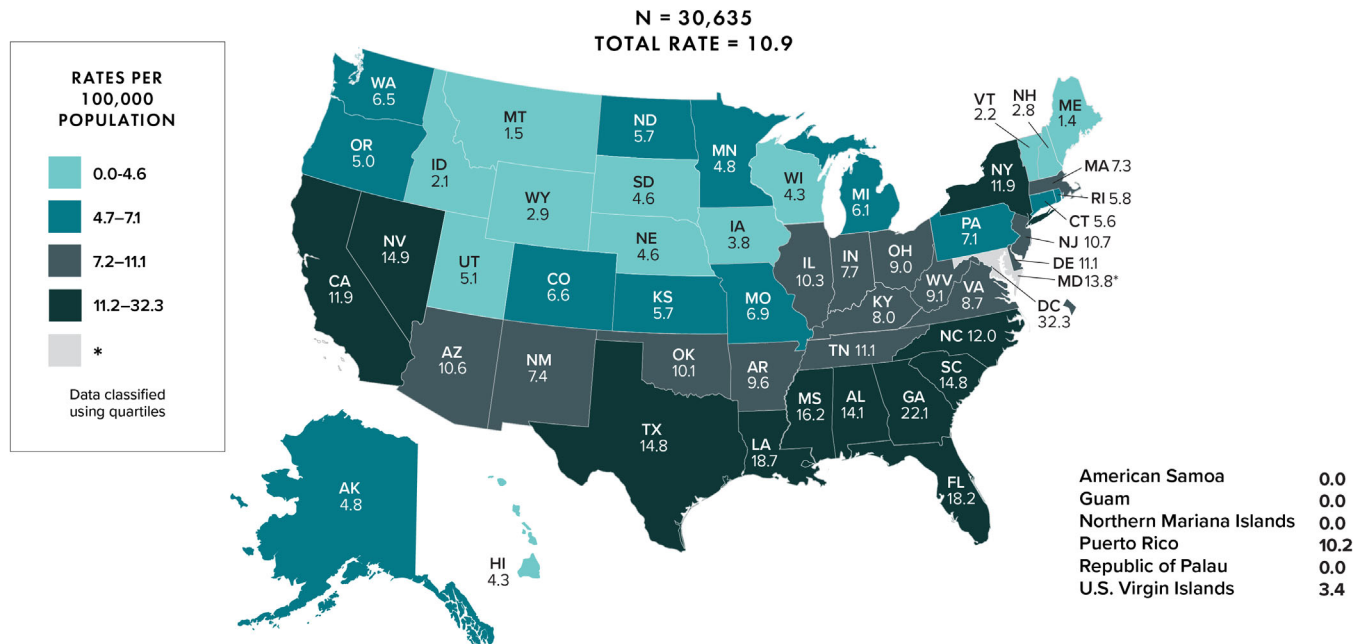 N = 30,635
TOTAL RATE = 10.9
RATES PER
100,000
POPULATION
0.0-4.6
4.7–7.1
7.2–11.1
11.2–32.3
*
Data classified
using quartiles
WA
6.5
OR
5.0
CA
11.9
NV
14.9
ID
2.1
MT
1.5
WY
2.9
UT
5.1
CO
6.6
AZ
10.6
NM
7.4
ND
5.7
SD
4.6
NE
4.6
KS
5.7
OK
10.1
TX
14.8
MN
4.8
IA
3.8
MO
6.9
AR
9.6
LA
18.7
WI
4.3
IL
10.3
MI
6.1
IN
7.7
OH
9.0
KY
8.0
TN 11.1
MS
16.2
AL
14.1
GA
22.1
FL
18.2
SC
14.8
NC 12.0
VA
8.7
WV
9.1
PA
7.1
NY
11.9
VT
2.2
NH
2.8
ME
1.4
MA 7.3
RI 5.8
CT 5.6
NJ 10.7
DE 11.1
MD 13.8*
DC
32.3
AK
4.8
HI
4.3
American Samoa 0.0
Guam 0.0
Northern Mariana Islands 0.0
Puerto Rico 10.2
Republic of Palau 0.0
U.S. Virgin Islands 3.4